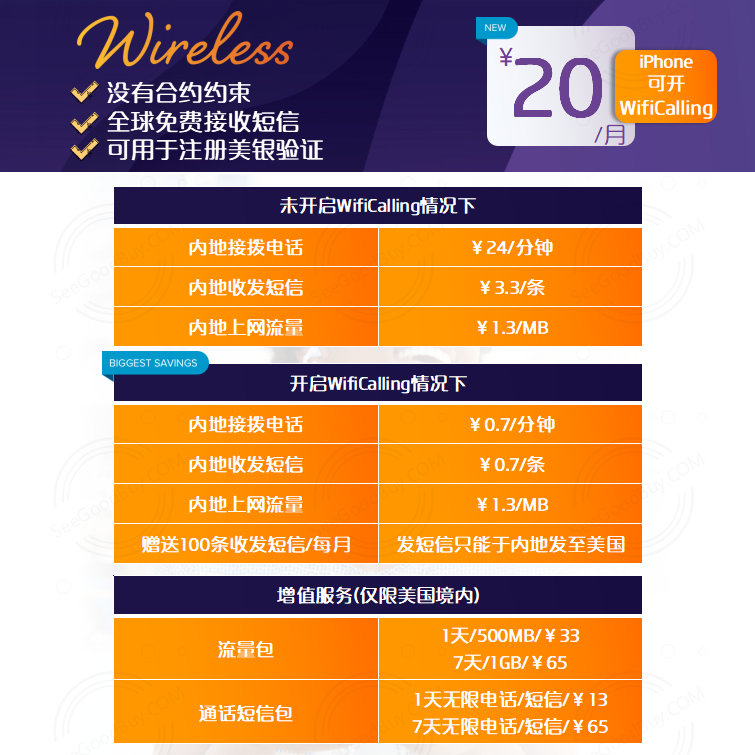 Wireless
没有合约约束
全球免费接收短信
可用于注册美银验证
NEW
¥20/月
iPhone
可开
WifiCalling
未开启WifiCalling情况下
内地接拨电话 ¥24/分钟
内地收发短信 ¥3.3/条
内地上网流量 ¥1.3/MB
BIGGEST SAVINGS
开启WifiCalling情况下
内地接拨电话 ¥0.7/分钟
内地收发短信 ¥0.7/条
内地上网流量 ¥1.3/MB
赠送100条收发短信/每月 发短信只能于内地发至美国
增值服务(仅限美国境内)
流量包
1天/500MB/¥33
7天/1GB/¥65
通话短信包
1天无限电话/短信/¥13
7天无限电话/短信/¥65
SeeGoodBuy.COM